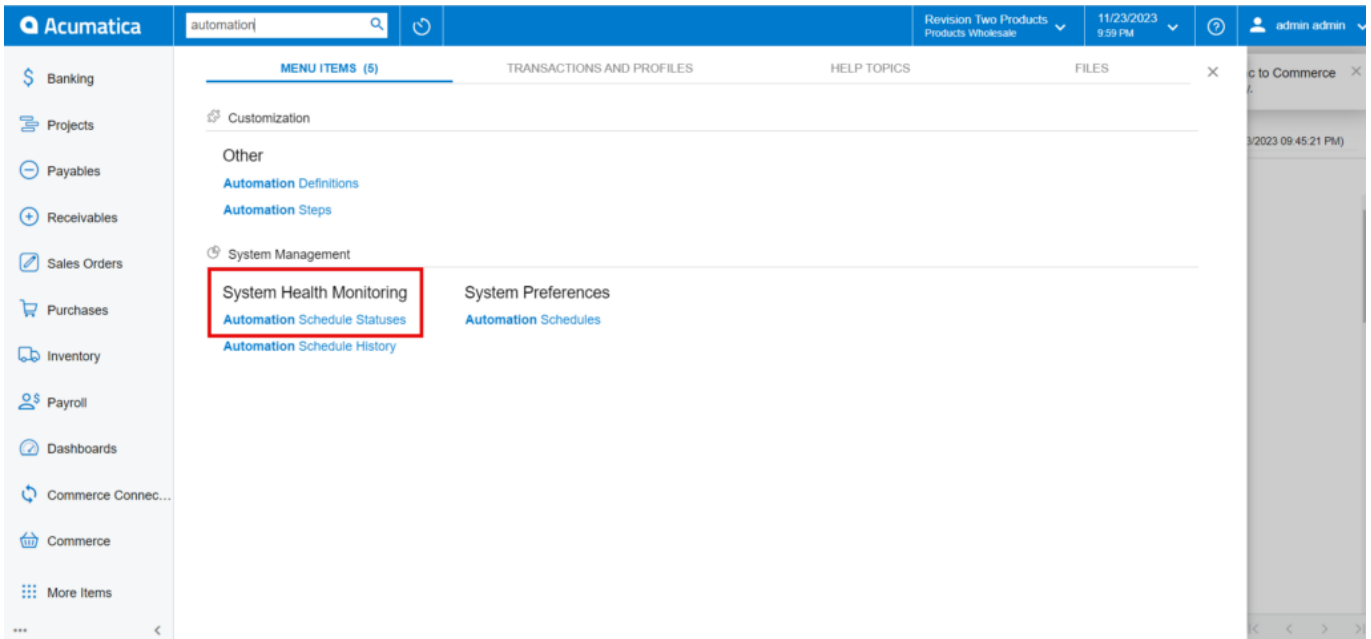 Acumatica
automation
Revision Two Products
Products Wholesale
11/23/2023
9:59 PM
admin admin
Banking
Projects
Payables
Receivables
Sales Orders
Purchases
Inventory
Payroll
Dashboards
Commerce Connec...
Commerce
More Items
MENU ITEMS (5)
TRANSACTIONS AND PROFILES
HELP TOPICS
FILES
Customization
Other
Automation Definitions
Automation Steps
System Management
System Health Monitoring
Automation Schedule Statuses
Automation Schedule History
System Preferences
Automation Schedules
c to Commerce
3/2023 09:45:21 PM)